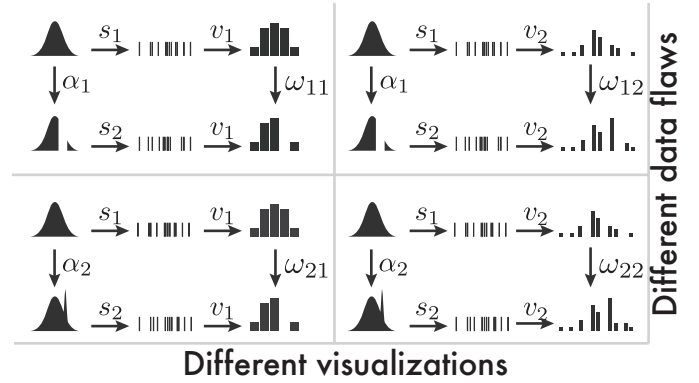 s₁ v₁ s₁ v₂
α₁ ω₁₁ α₁ ω₁₂
s₂ v₁ s₂ v₂
s₁ v₁ s₁ v₂
α₂ ω₂₁ α₂ ω₂₂
s₂ v₁ s₂ v₂
Different visualizations
Different data flaws